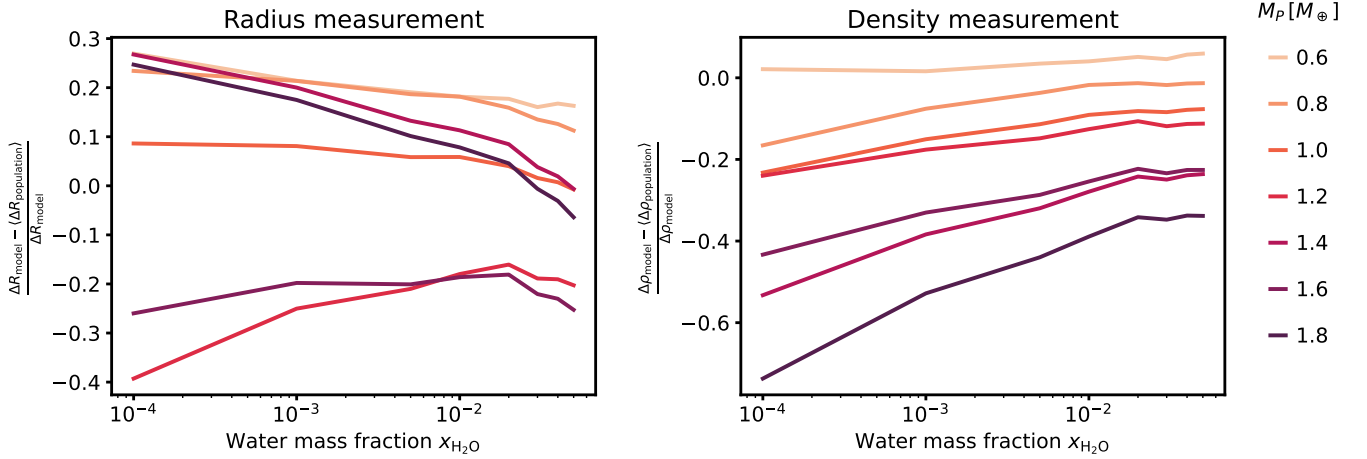 Radius measurement
ΔR_model − ⟨ΔR_population⟩
ΔR_model
0.3
0.2
0.1
0.0
−0.1
−0.2
−0.3
−0.4
10⁻⁴
10⁻³
10⁻²
Water mass fraction x_H₂O
Density measurement
Δρ_model − ⟨Δρ_population⟩
Δρ_model
0.0
−0.2
−0.4
−0.6
10⁻⁴
10⁻³
10⁻²
Water mass fraction x_H₂O
M_P [M_⊕]
0.6
0.8
1.0
1.2
1.4
1.6
1.8